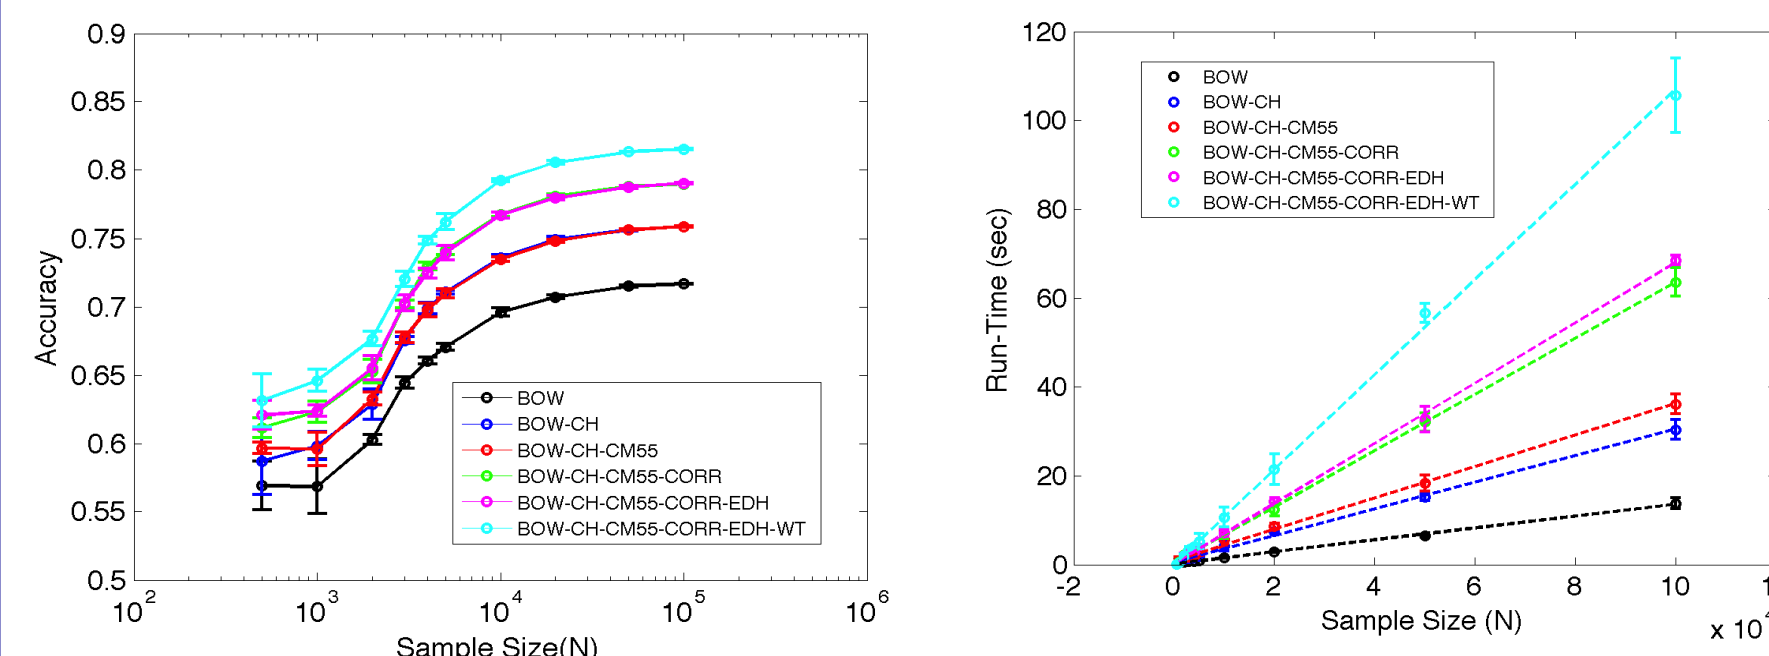 0.9
0.85
0.8
0.75
0.7
0.65
0.6
0.55
0.5
Accuracy
BOW
BOW-CH
BOW-CH-CM55
BOW-CH-CM55-CORR
BOW-CH-CM55-CORR-EDH
BOW-CH-CM55-CORR-EDH-WT
10^2 10^3 10^4 10^5 10^6
Sample Size(N)
120
100
80
60
40
20
0
Run-Time (sec)
BOW
BOW-CH
BOW-CH-CM55
BOW-CH-CM55-CORR
BOW-CH-CM55-CORR-EDH
BOW-CH-CM55-CORR-EDH-WT
-2 0 2 4 6 8 10 12
Sample Size (N)
x 10^4